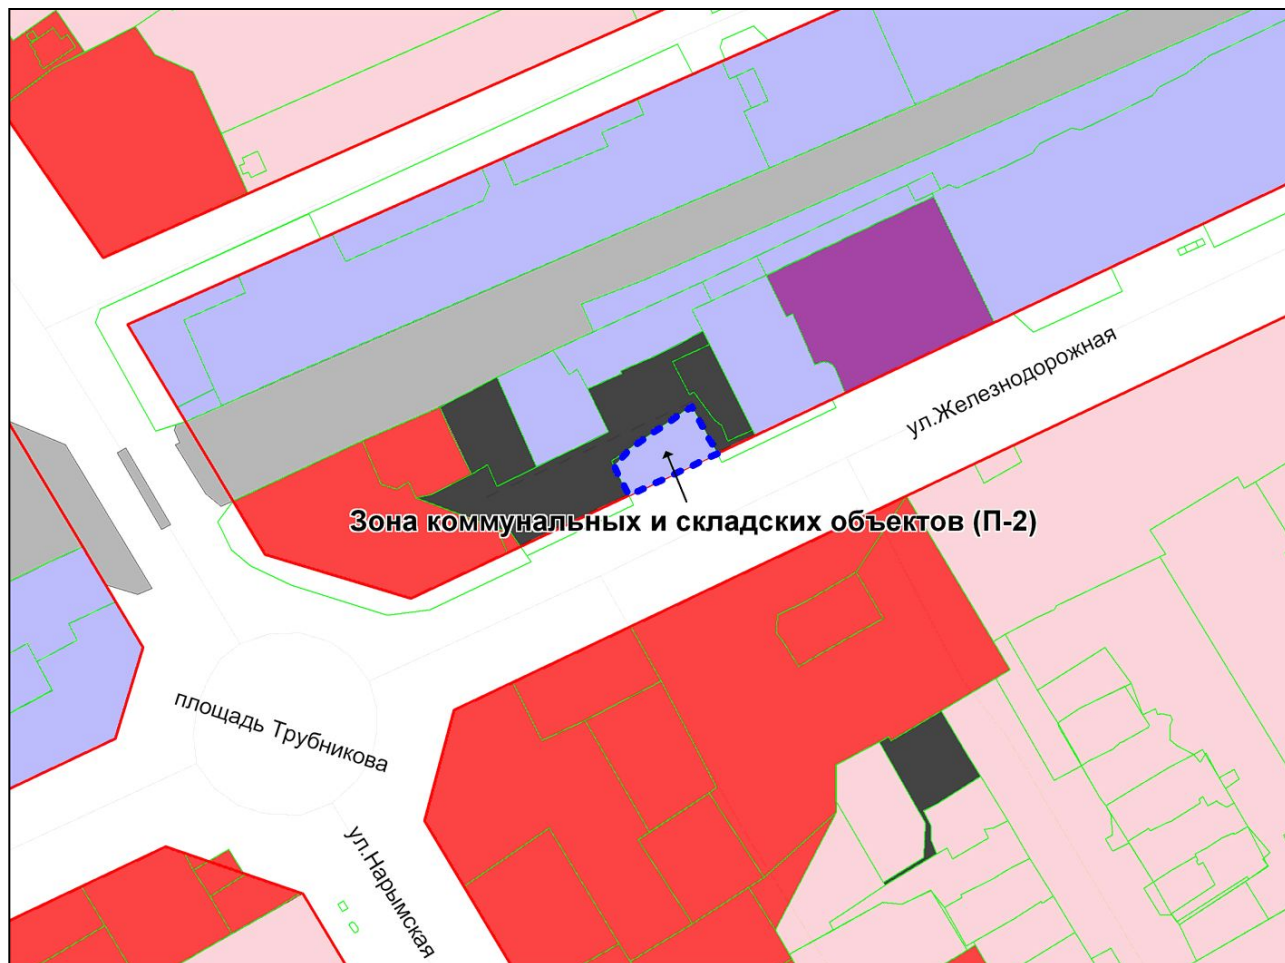 ул.Железнодорожная
Зона коммунальных и складских объектов (П-2)
площадь Трубникова
ул.Нарымская